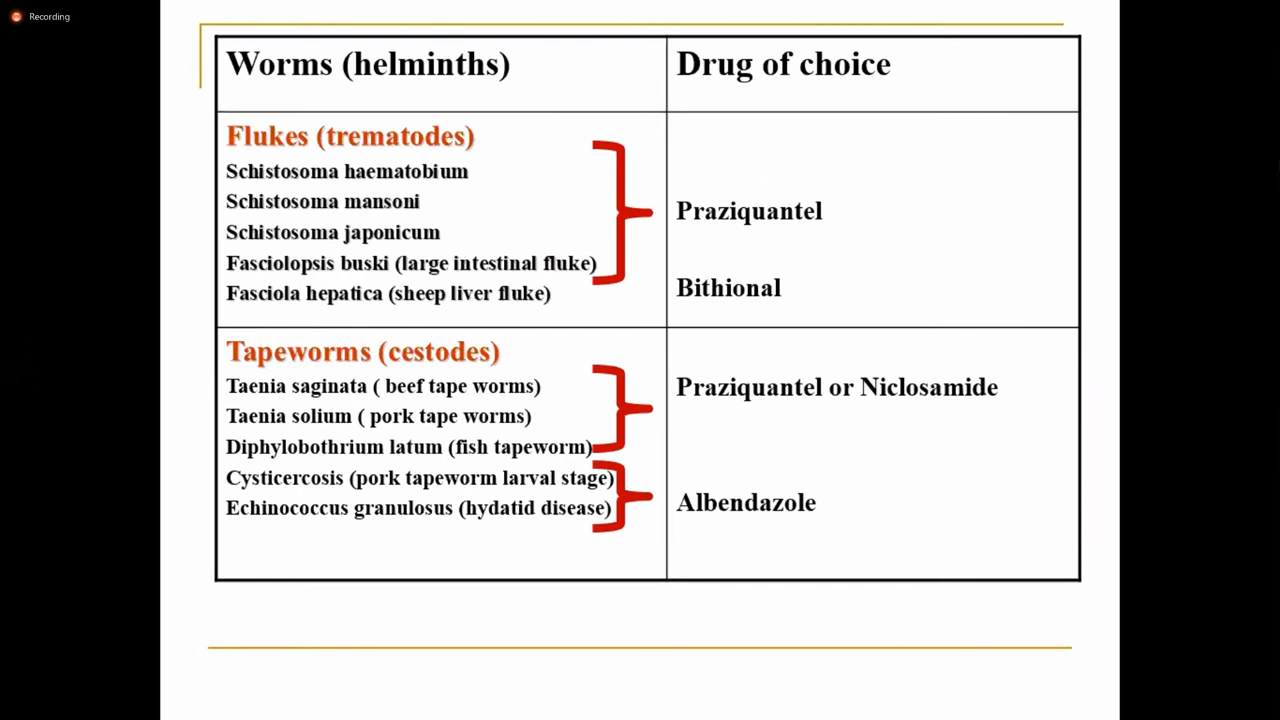 Recording
Worms (helminths)
Drug of choice
Flukes (trematodes)
Schistosoma haematobium
Schistosoma mansoni
Schistosoma japonicum
Fasciolopsis buski (large intestinal fluke)
Fasciola hepatica (sheep liver fluke)
Praziquantel
Bithional
Tapeworms (cestodes)
Taenia saginata ( beef tape worms)
Taenia solium ( pork tape worms)
Diphylobothrium latum (fish tapeworm)
Cysticercosis (pork tapeworm larval stage)
Echinococcus granulosus (hydatid disease)
Praziquantel or Niclosamide
Albendazole